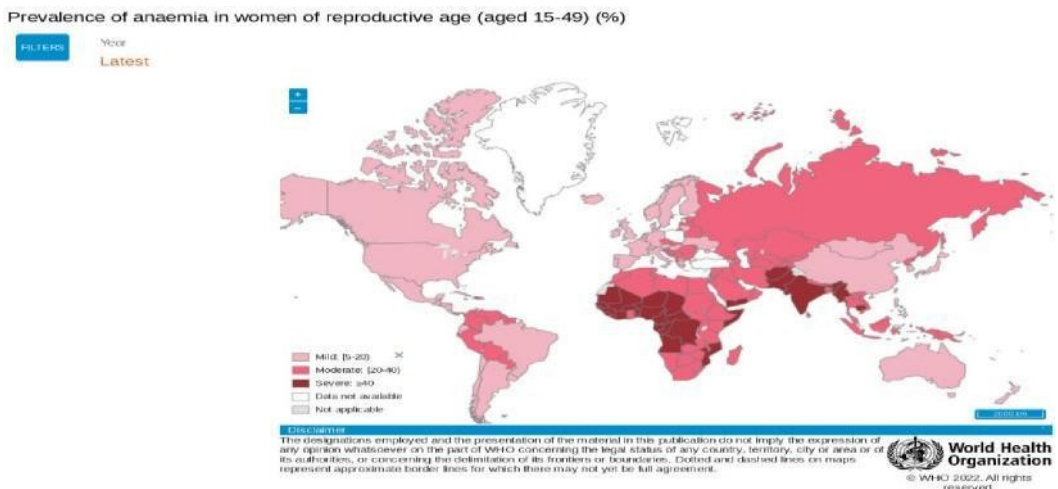 Prevalence of anaemia in women of reproductive age (aged 15-49) (%)
FILTERS
Year
Latest
+
−
Mild: [5-20)
Moderate: [20-40)
Severe: ≥40
Data not available
Not applicable
Disclaimer
The designations employed and the presentation of the material in this publication do not imply the expression of
any opinion whatsoever on the part of WHO concerning the legal status of any country, territory, city or area or of
its authorities, or concerning the delimitation of its frontiers or boundaries. Dotted and dashed lines on maps
represent approximate border lines for which there may not yet be full agreement.
World Health
Organization
© WHO 2022. All rights
reserved